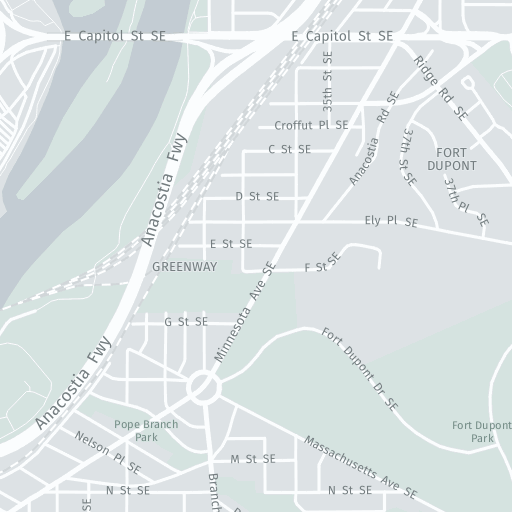 E Capitol St SE
E Capitol St SE
Ridge Rd SE
35th St SE
Croffut Pl SE
C St SE
Anacostia Rd SE
37th St SE
FORT
DUPONT
37th Pl SE
Anacostia Fwy
D St SE
Ely Pl SE
E St SE
GREENWAY
F St SE
Minnesota Ave SE
G St SE
Fort Dupont Dr SE
Anacostia Fwy
Pope Branch
Park
Fort Dupont
Park
Nelson Pl SE
M St SE
Massachusetts Ave SE
N St SE
N St SE
SE
Branch